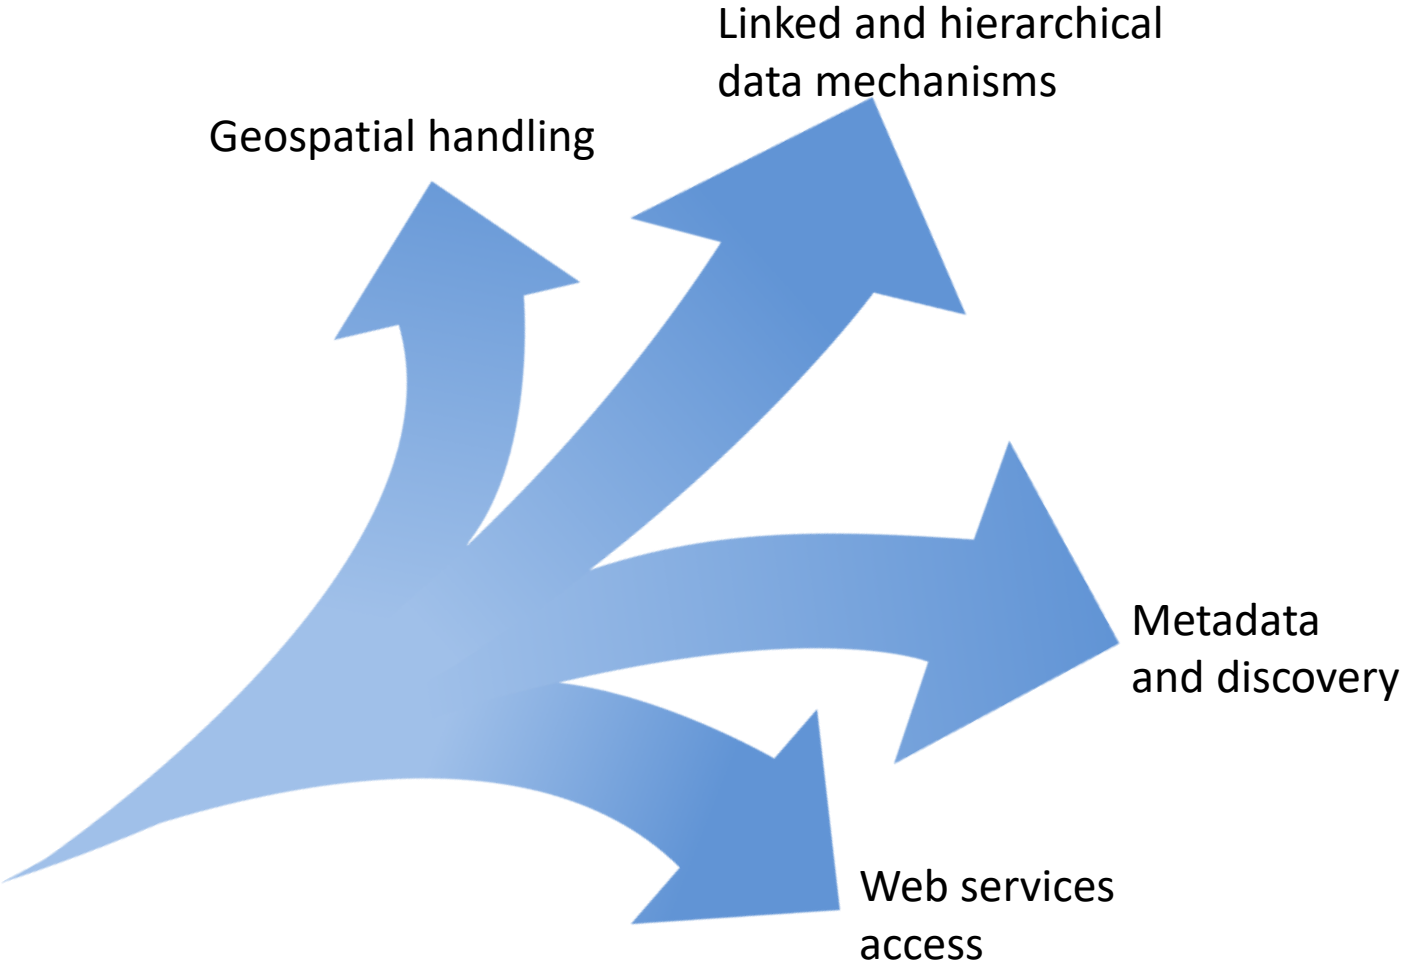 Linked and hierarchical
data mechanisms
Geospatial handling
Metadata
and discovery
Web services
access